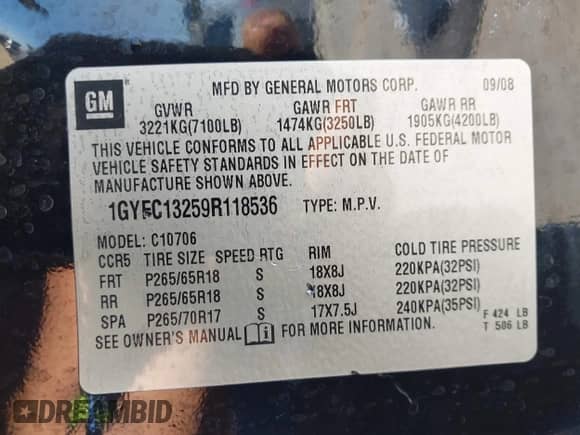 GM
MFD BY GENERAL MOTORS CORP. 09/08
GVWR GAWR FRT GAWR RR
3221KG(7100LB) 1474KG(3250LB) 1905KG(4200LB)
THIS VEHICLE CONFORMS TO ALL APPLICABLE U.S. FEDERAL MOTOR
VEHICLE SAFETY STANDARDS IN EFFECT ON THE DATE OF
MANUFACTURE SHOWN ABOVE.
1GYFC13259R118536 TYPE: M.P.V.
MODEL: C10706
CCR5 TIRE SIZE SPEED RTG RIM COLD TIRE PRESSURE
FRT P265/65R18 S 18X8J 220KPA(32PSI)
RR P265/65R18 S 18X8J 220KPA(32PSI)
SPA P265/70R17 S 17X7.5J 240KPA(35PSI)
SEE OWNER'S MANUAL FOR MORE INFORMATION.
F 424 LB
T 506 LB
DREAMBID